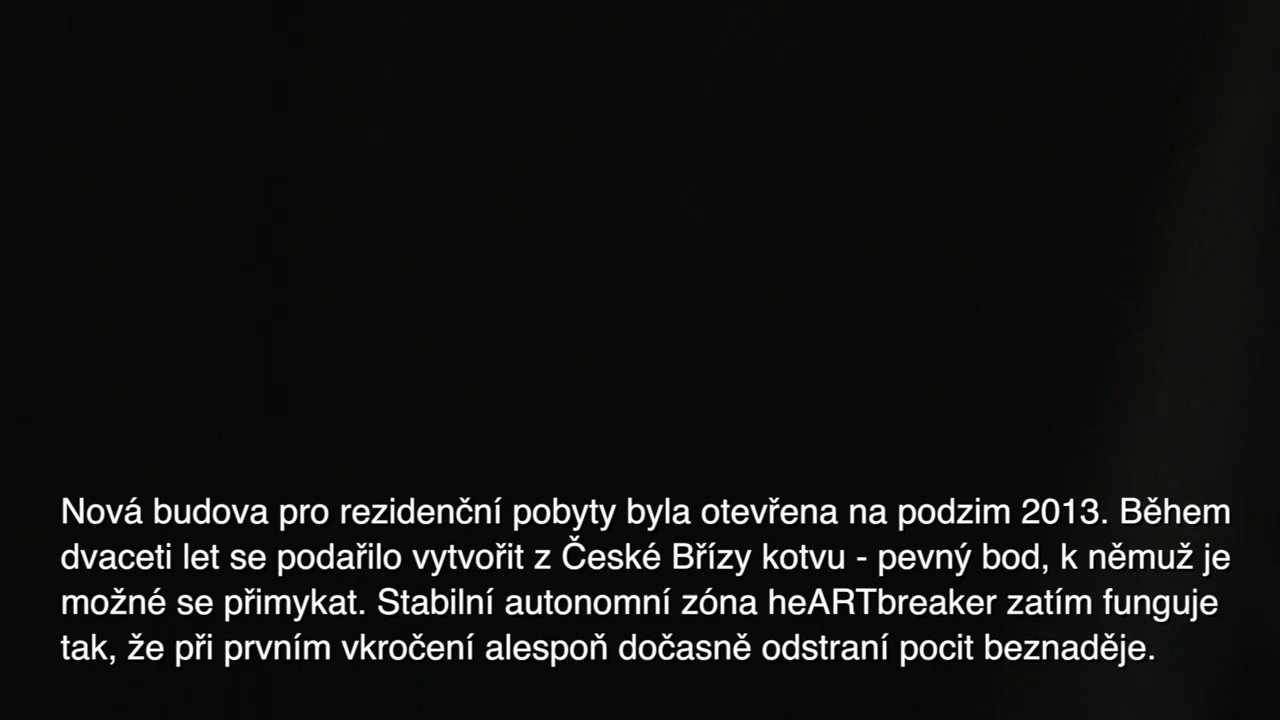 Nová budova pro rezidenční pobyty byla otevřena na podzim 2013. Během
dvaceti let se podařilo vytvořit z České Břízy kotvu - pevný bod, k němuž je
možné se přimykat. Stabilní autonomní zóna heARTbreaker zatím funguje
tak, že při prvním vkročení alespoň dočasně odstraní pocit beznaděje.